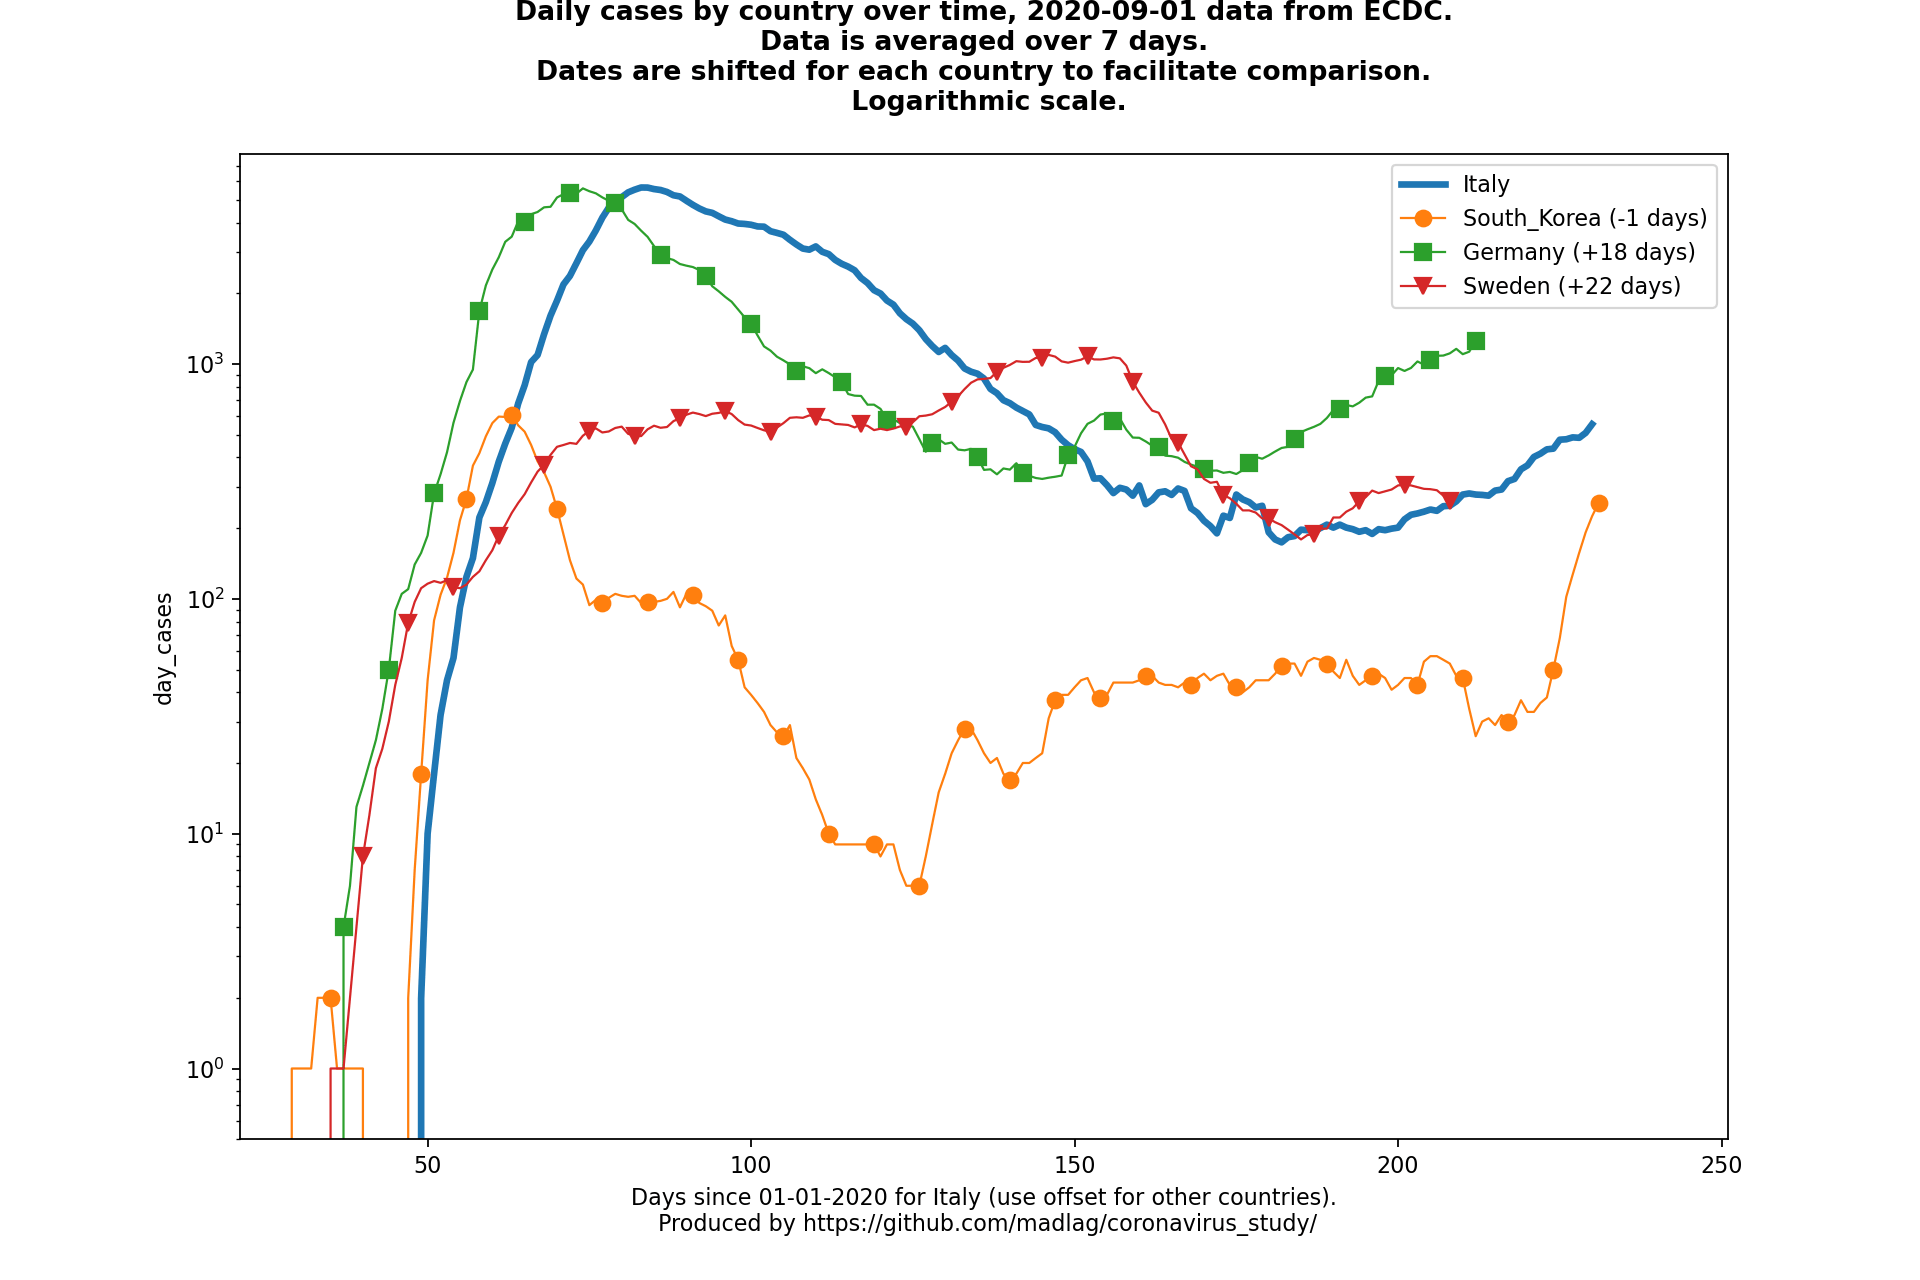 Daily cases by country over time, 2020-09-01 data from ECDC.
Data is averaged over 7 days.
Dates are shifted for each country to facilitate comparison.
Logarithmic scale.
Italy
South_Korea (-1 days)
Germany (+18 days)
Sweden (+22 days)
day_cases
10³
10²
10¹
10⁰
50 100 150 200 250
Days since 01-01-2020 for Italy (use offset for other countries).
Produced by https://github.com/madlag/coronavirus_study/